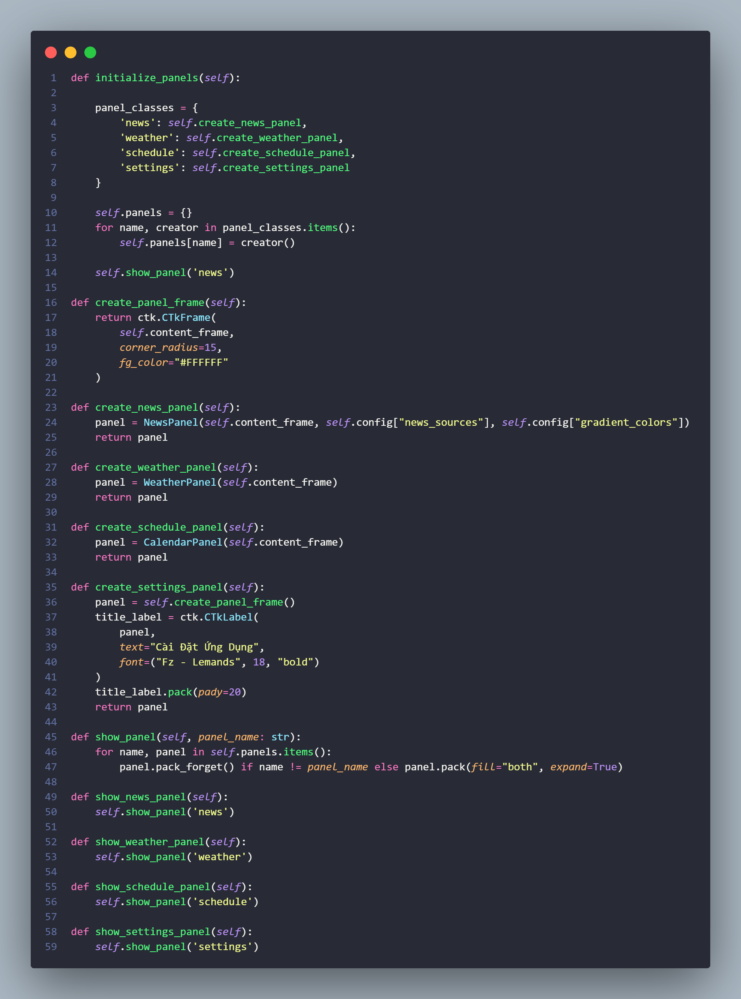 1 def initialize_panels(self):
2
3     panel_classes = {
4         'news': self.create_news_panel,
5         'weather': self.create_weather_panel,
6         'schedule': self.create_schedule_panel,
7         'settings': self.create_settings_panel
8     }
9
10     self.panels = {}
11     for name, creator in panel_classes.items():
12         self.panels[name] = creator()
13
14     self.show_panel('news')
15
16 def create_panel_frame(self):
17     return ctk.CTkFrame(
18         self.content_frame,
19         corner_radius=15,
20         fg_color="#FFFFFF"
21     )
22
23 def create_news_panel(self):
24     panel = NewsPanel(self.content_frame, self.config["news_sources"], self.config["gradient_colors"])
25     return panel
26
27 def create_weather_panel(self):
28     panel = WeatherPanel(self.content_frame)
29     return panel
30
31 def create_schedule_panel(self):
32     panel = CalendarPanel(self.content_frame)
33     return panel
34
35 def create_settings_panel(self):
36     panel = self.create_panel_frame()
37     title_label = ctk.CTkLabel(
38         panel,
39         text="Cài Đặt Ứng Dụng",
40         font=("Fz - Lemands", 18, "bold")
41     )
42     title_label.pack(pady=20)
43     return panel
44
45 def show_panel(self, panel_name: str):
46     for name, panel in self.panels.items():
47         panel.pack_forget() if name != panel_name else panel.pack(fill="both", expand=True)
48
49 def show_news_panel(self):
50     self.show_panel('news')
51
52 def show_weather_panel(self):
53     self.show_panel('weather')
54
55 def show_schedule_panel(self):
56     self.show_panel('schedule')
57
58 def show_settings_panel(self):
59     self.show_panel('settings')